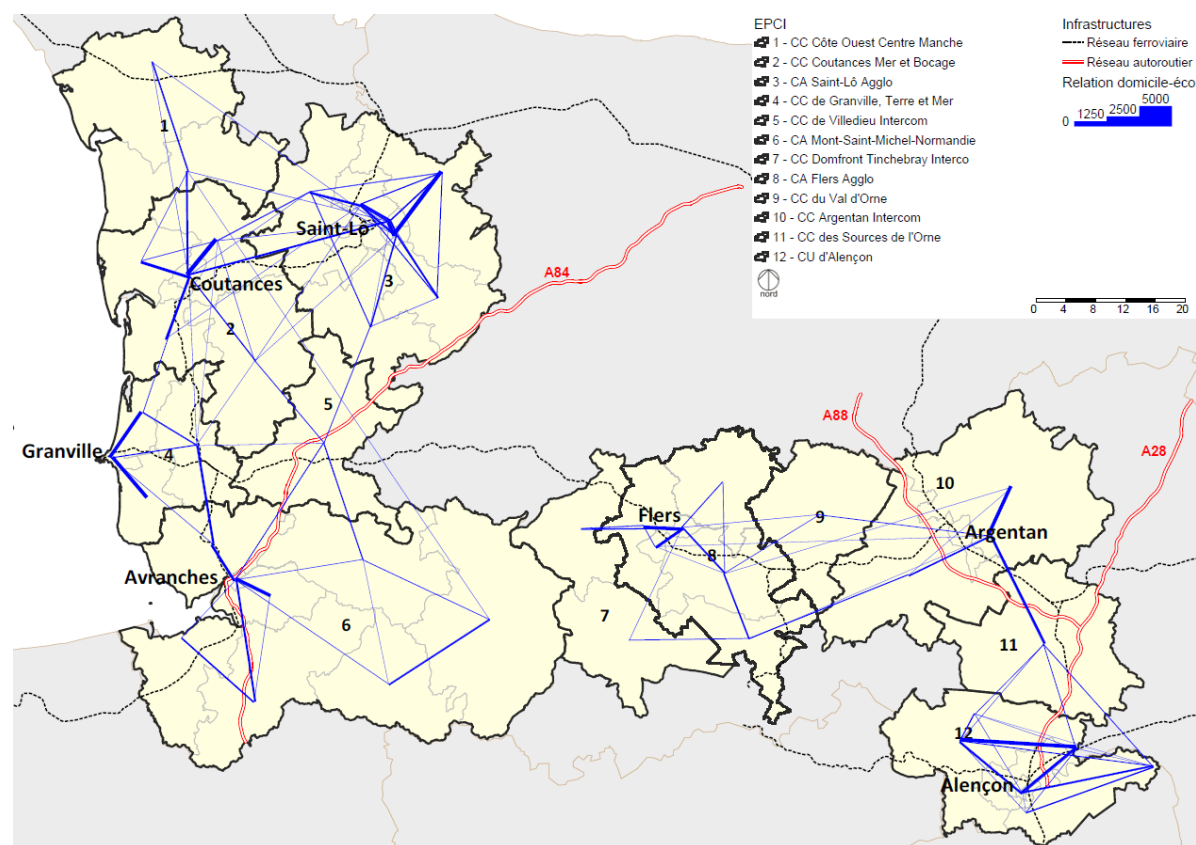 EPCI
1 - CC Côte Ouest Centre Manche
2 - CC Coutances Mer et Bocage
3 - CA Saint-Lô Agglo
4 - CC de Granville, Terre et Mer
5 - CC de Villedieu Intercom
6 - CA Mont-Saint-Michel-Normandie
7 - CC Domfront Tinchebray Interco
8 - CA Flers Agglo
9 - CC du Val d'Orne
10 - CC Argentan Intercom
11 - CC des Sources de l'Orne
12 - CU d'Alençon
nord
Infrastructures
Réseau ferroviaire
Réseau autoroutier
Relation domicile-éco
0 1250 2500 5000
0 4 8 12 16 20
1
Saint-Lô
A84
Coutances
3
2
5
A88
Granville
4
A28
10
Flers
9
Argentan
8
Avranches
6
7
11
12
Alençon